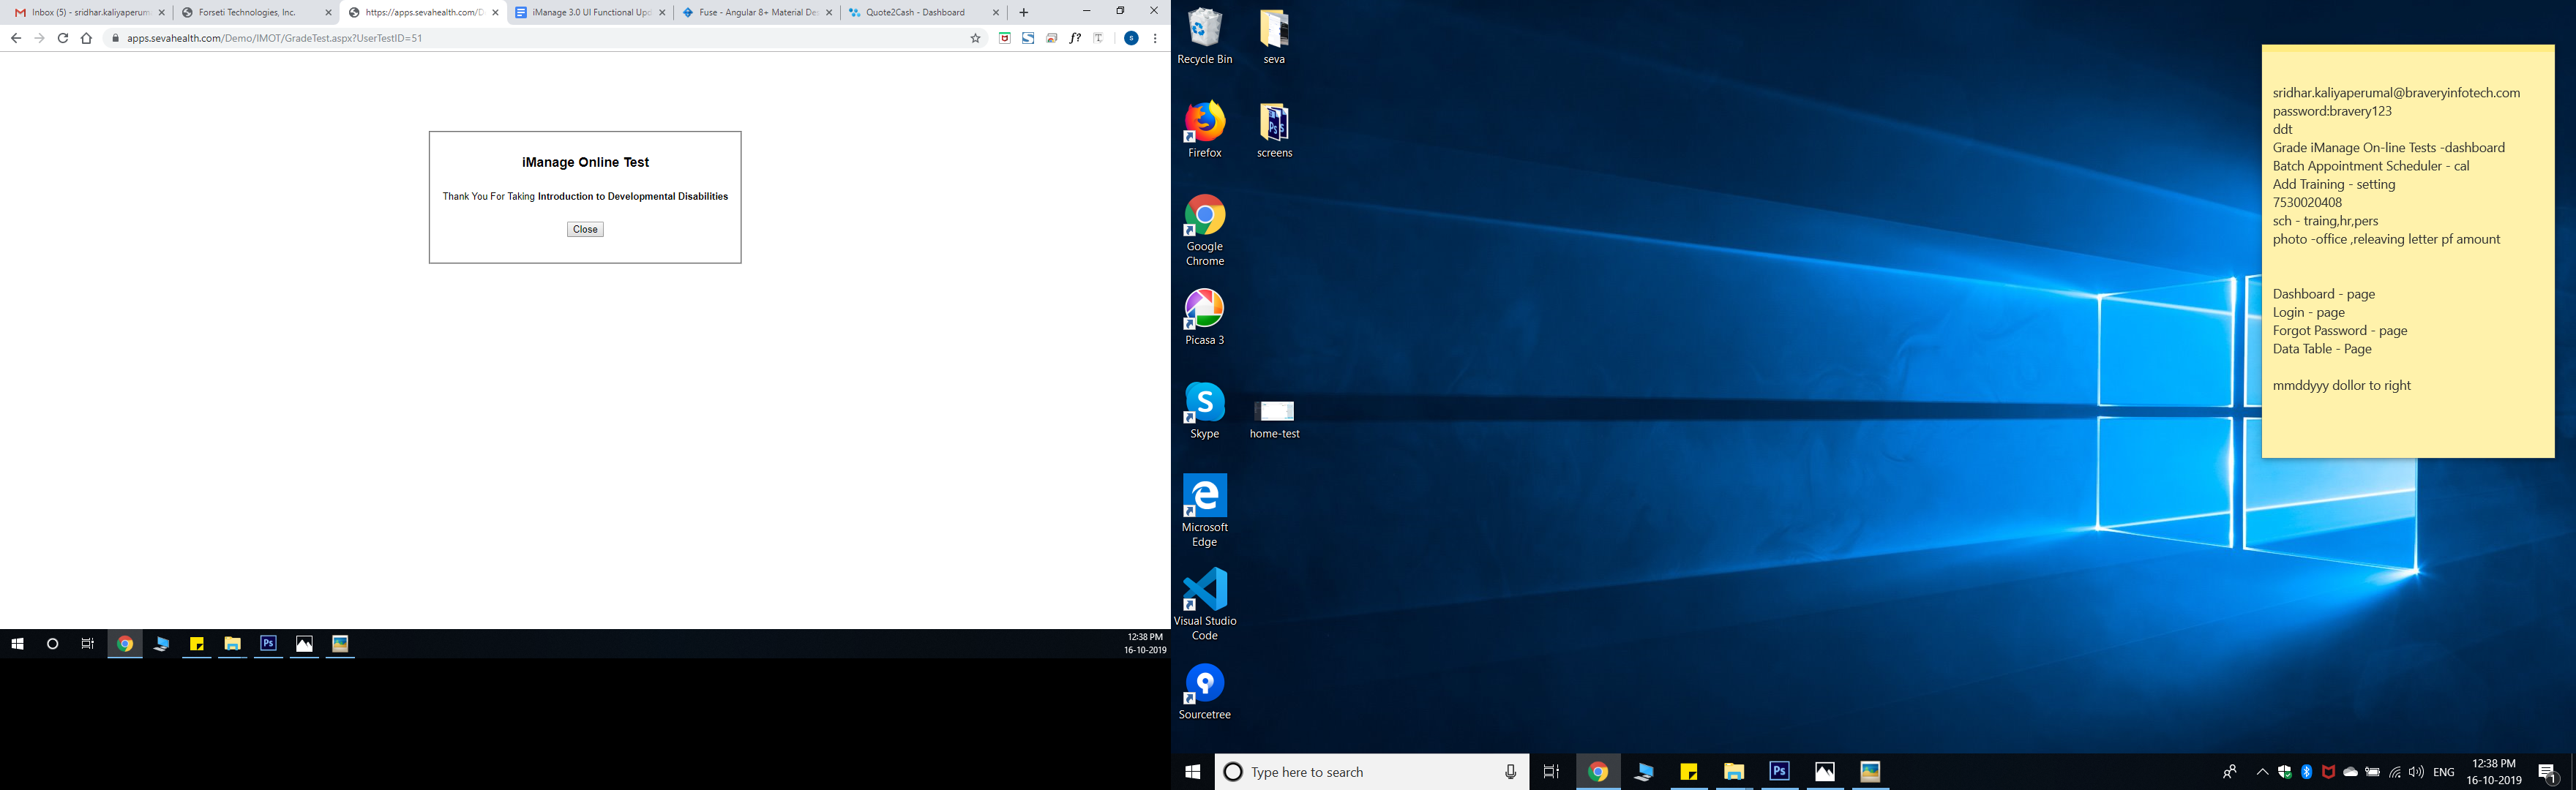 Inbox (5) - sridhar.kaliyaperum
Forseti Technologies, Inc.
https://apps.sevahealth.com/D
iManage 3.0 UI Functional Upd
Fuse - Angular 8+ Material Des
Quote2Cash - Dashboard
apps.sevahealth.com/Demo/IMOT/GradeTest.aspx?UserTestID=51
iManage Online Test
Thank You For Taking Introduction to Developmental Disabilities
Close
12:38 PM
16-10-2019
Recycle Bin
seva
Firefox
screens
Google
Chrome
Picasa 3
Skype
home-test
Microsoft
Edge
Visual Studio
Code
Sourcetree
sridhar.kaliyaperumal@braveryinfotech.com
password:bravery123
ddt
Grade iManage On-line Tests -dashboard
Batch Appointment Scheduler - cal
Add Training - setting
7530020408
sch - traing,hr,pers
photo -office ,releaving letter pf amount
Dashboard - page
Login - page
Forgot Password - page
Data Table - Page
mmddyyy dollor to right
Type here to search
ENG
12:38 PM
16-10-2019
1